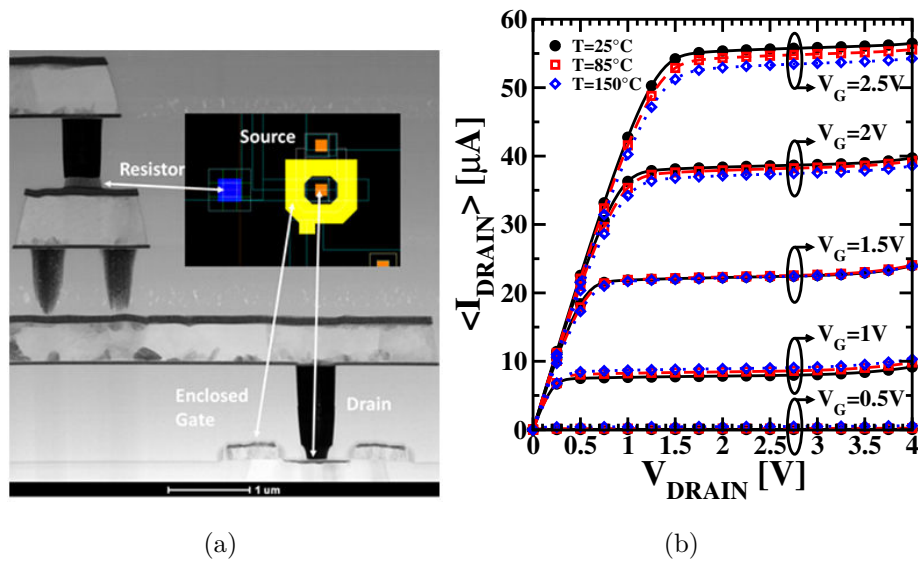 Source
Resistor
Enclosed
Gate
Drain
1 um
(a)
<I_DRAIN> [μA]
60
50
40
30
20
10
0
T=25°C
T=85°C
T=150°C
V_G=2.5V
V_G=2V
V_G=1.5V
V_G=1V
V_G=0.5V
0 0.5 1 1.5 2 2.5 3 3.5 4
V_DRAIN [V]
(b)